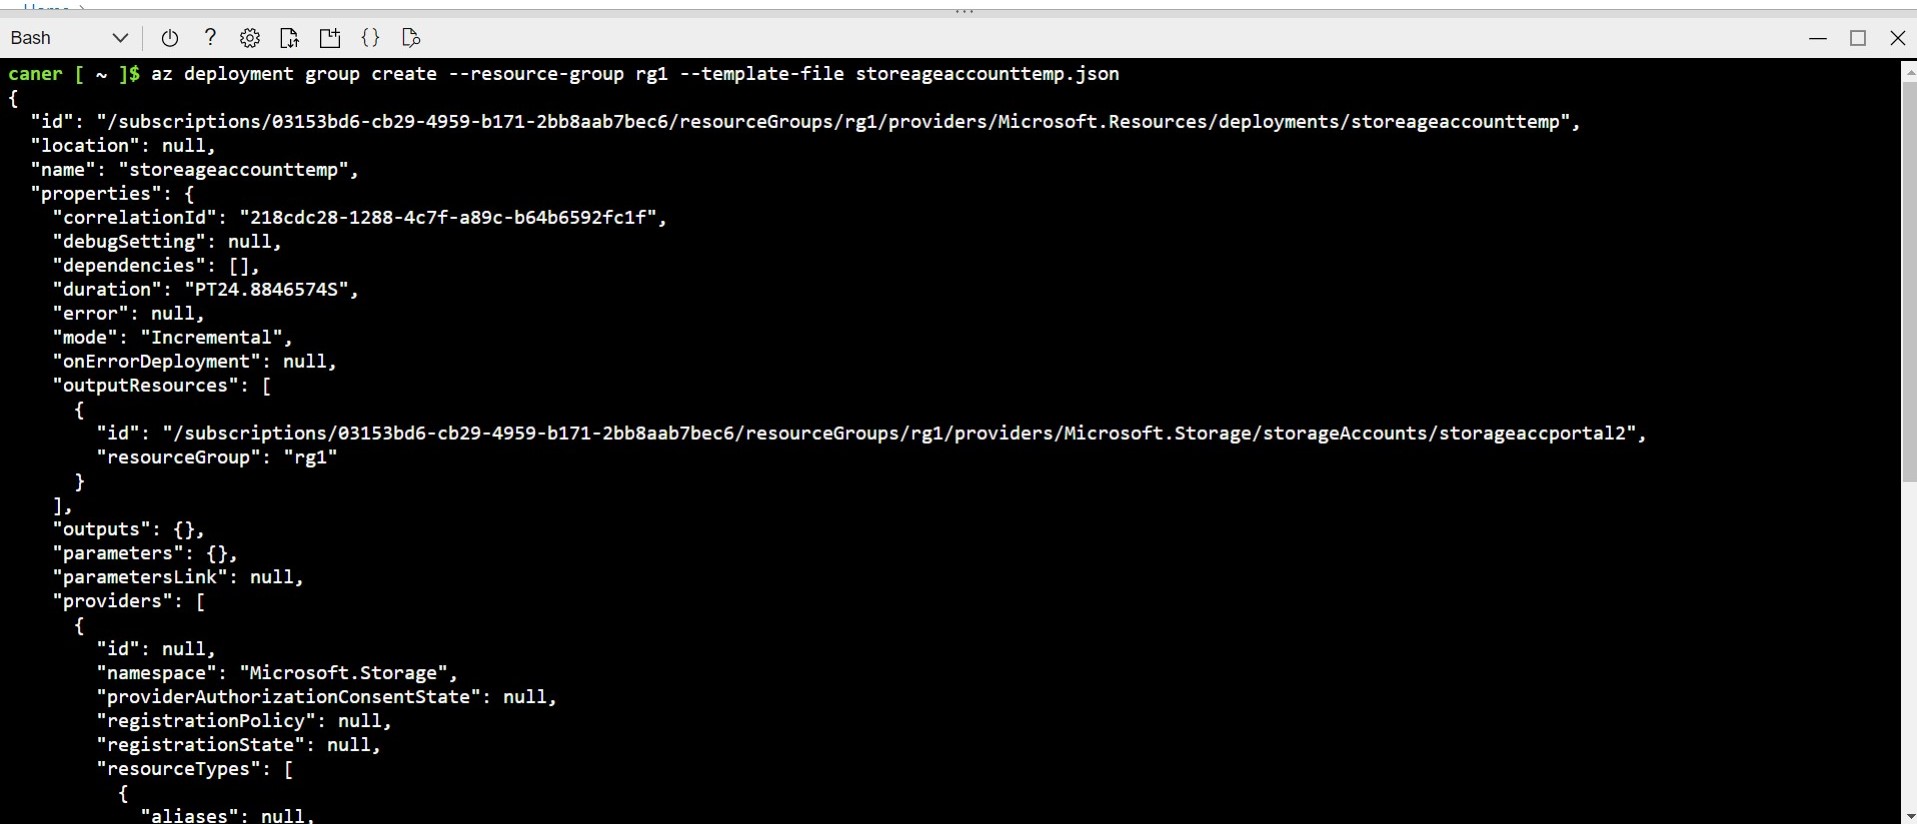 Bash
caner [ ~ ]$ az deployment group create --resource-group rg1 --template-file storeageaccounttemp.json
{
  "id": "/subscriptions/03153bd6-cb29-4959-b171-2bb8aab7bec6/resourceGroups/rg1/providers/Microsoft.Resources/deployments/storeageaccounttemp",
  "location": null,
  "name": "storeageaccounttemp",
  "properties": {
    "correlationId": "218cdc28-1288-4c7f-a89c-b64b6592fc1f",
    "debugSetting": null,
    "dependencies": [],
    "duration": "PT24.8846574S",
    "error": null,
    "mode": "Incremental",
    "onErrorDeployment": null,
    "outputResources": [
      {
        "id": "/subscriptions/03153bd6-cb29-4959-b171-2bb8aab7bec6/resourceGroups/rg1/providers/Microsoft.Storage/storageAccounts/storageaccportal2",
        "resourceGroup": "rg1"
      }
    ],
    "outputs": {},
    "parameters": {},
    "parametersLink": null,
    "providers": [
      {
        "id": null,
        "namespace": "Microsoft.Storage",
        "providerAuthorizationConsentState": null,
        "registrationPolicy": null,
        "registrationState": null,
        "resourceTypes": [
          {
            "aliases": null,